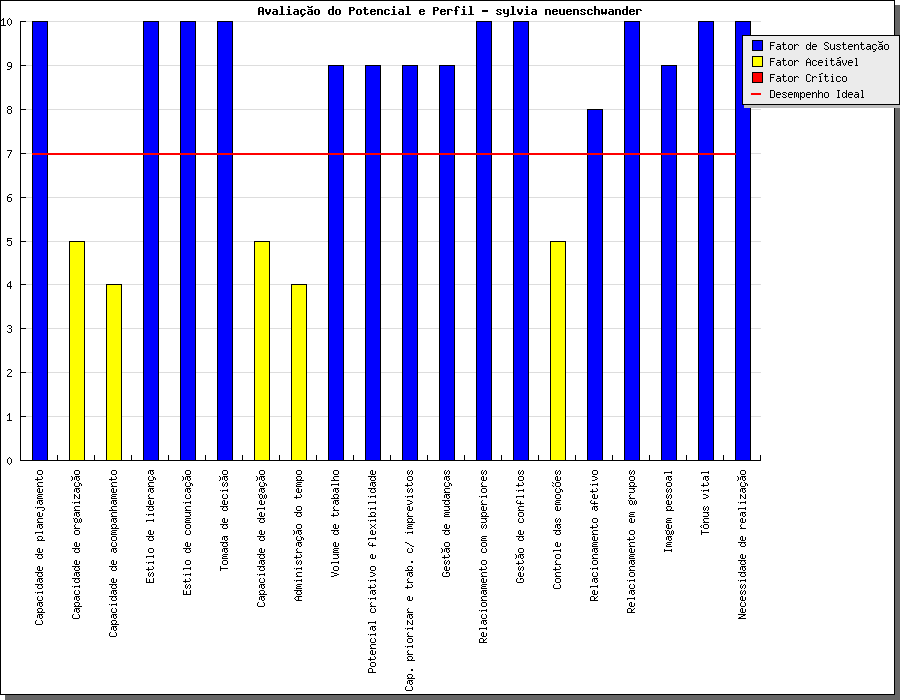 Avaliação do Potencial e Perfil - sylvia neuenschwander
10
9
8
7
6
5
4
3
2
1
0
Fator de Sustentação
Fator Aceitável
Fator Crítico
Desempenho Ideal
Capacidade de planejamento
Capacidade de organização
Capacidade de acompanhamento
Estilo de liderança
Estilo de comunicação
Tomada de decisão
Capacidade de delegação
Administração do tempo
Volume de trabalho
Potencial criativo e flexibilidade
Cap. priorizar e trab. c/ imprevistos
Gestão de mudanças
Relacionamento com superiores
Gestão de conflitos
Controle das emoções
Relacionamento afetivo
Relacionamento em grupos
Imagem pessoal
Tônus vital
Necessidade de realização